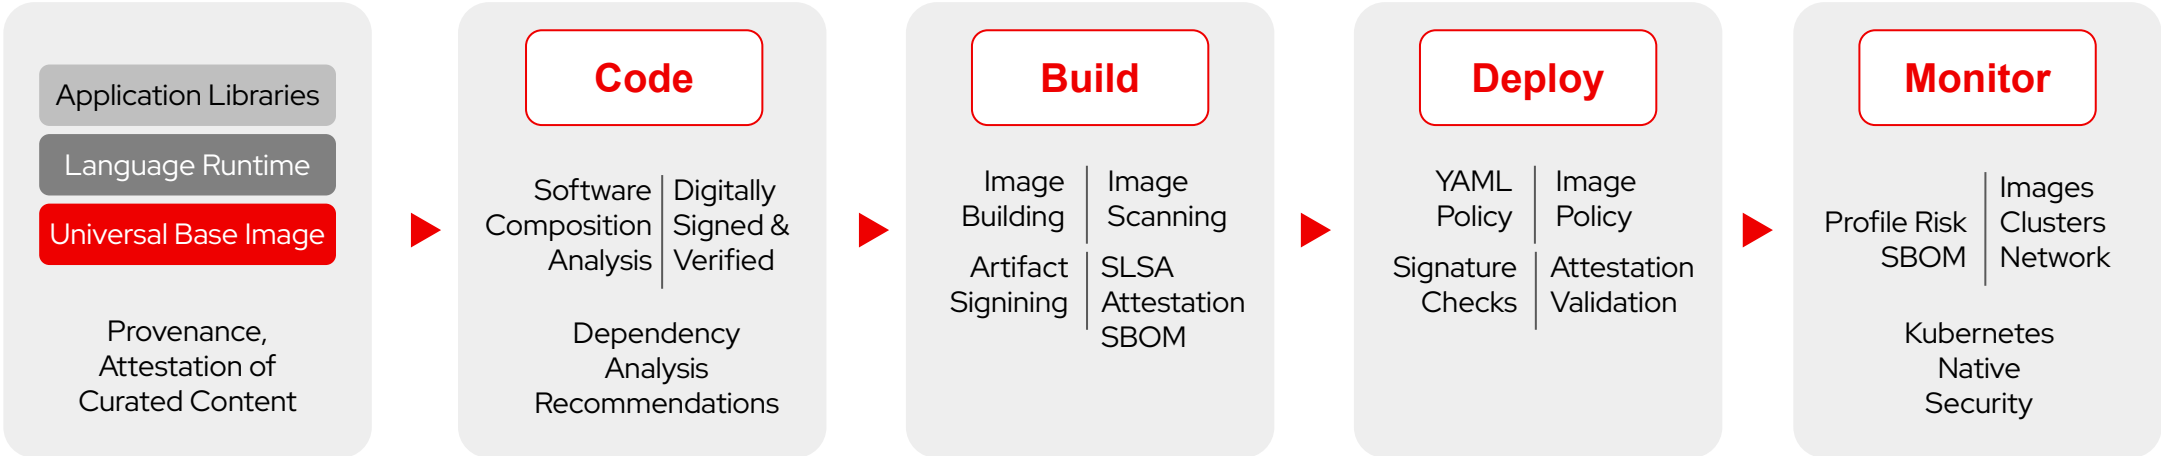 Application Libraries
Language Runtime
Universal Base Image
Provenance,
Attestation of
Curated Content
Code
Software
Composition
Analysis
Digitally
Signed &
Verified
Dependency
Analysis
Recommendations
Build
Image
Building
Image
Scanning
Artifact
Signining
SLSA
Attestation
SBOM
Deploy
YAML
Policy
Image
Policy
Signature
Checks
Attestation
Validation
Monitor
Profile Risk
SBOM
Images
Clusters
Network
Kubernetes
Native
Security